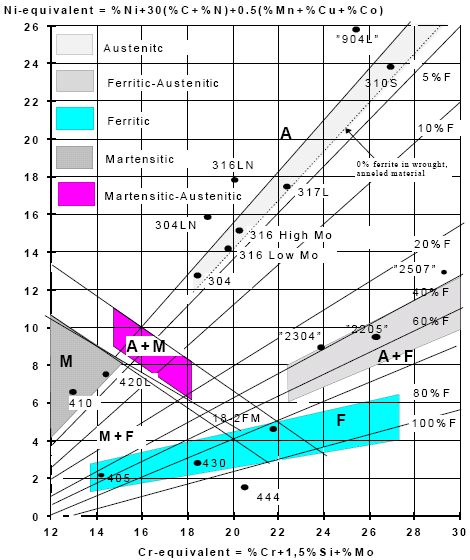 Ni-equivalent = %Ni+30(%C+%N)+0.5(%Mn+%Cu+%Co)
26
24
22
20
18
16
14
12
10
8
6
4
2
0
Austenitc
Ferritic-Austenitic
Ferritic
Martensitic
Martensitic-Austenitic
"904L"
310S
5%F
10%F
A
0% ferrite in wrought,
anneled material
316LN
317L
304LN
316 High Mo
316 Low Mo
20%F
304
"2507"
40%F
60%F
"2304"
"2205"
A+M
A+F
M
420L
410
80%F
18-2FM
F
100%F
M+F
430
405
444
12
14
16
18
20
22
24
26
28
30
Cr-equivalent = %Cr+1,5%Si+%Mo